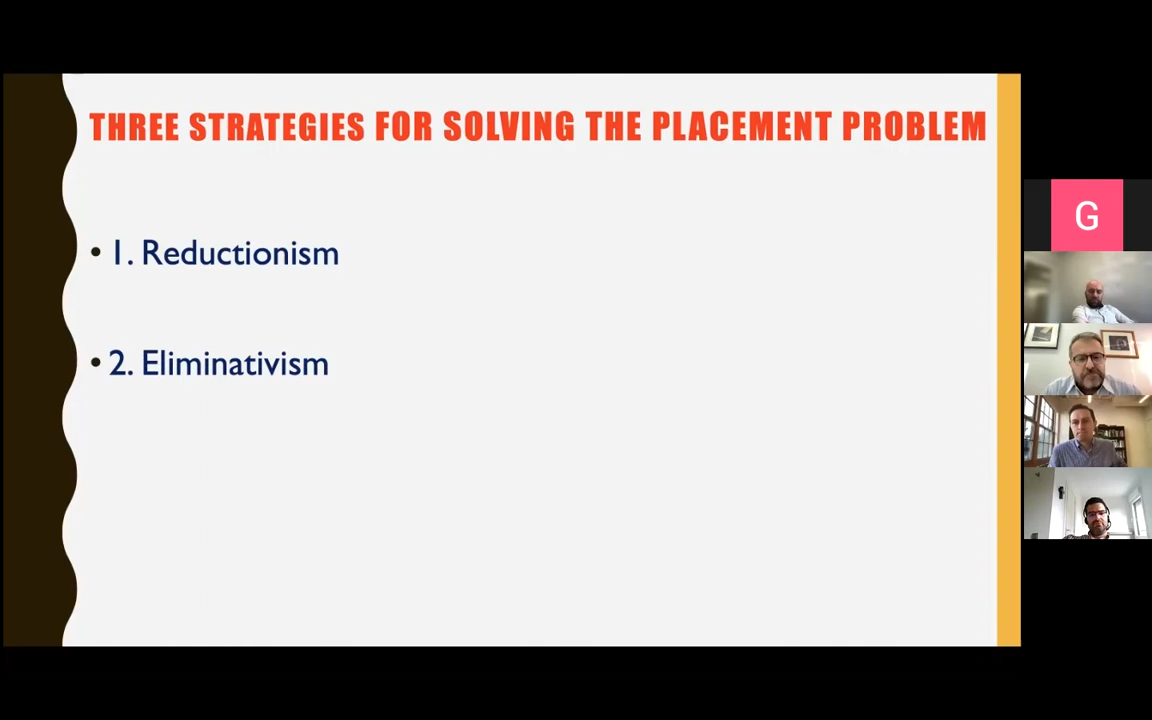 THREE STRATEGIES FOR SOLVING THE PLACEMENT PROBLEM
• 1. Reductionism
• 2. Eliminativism
G